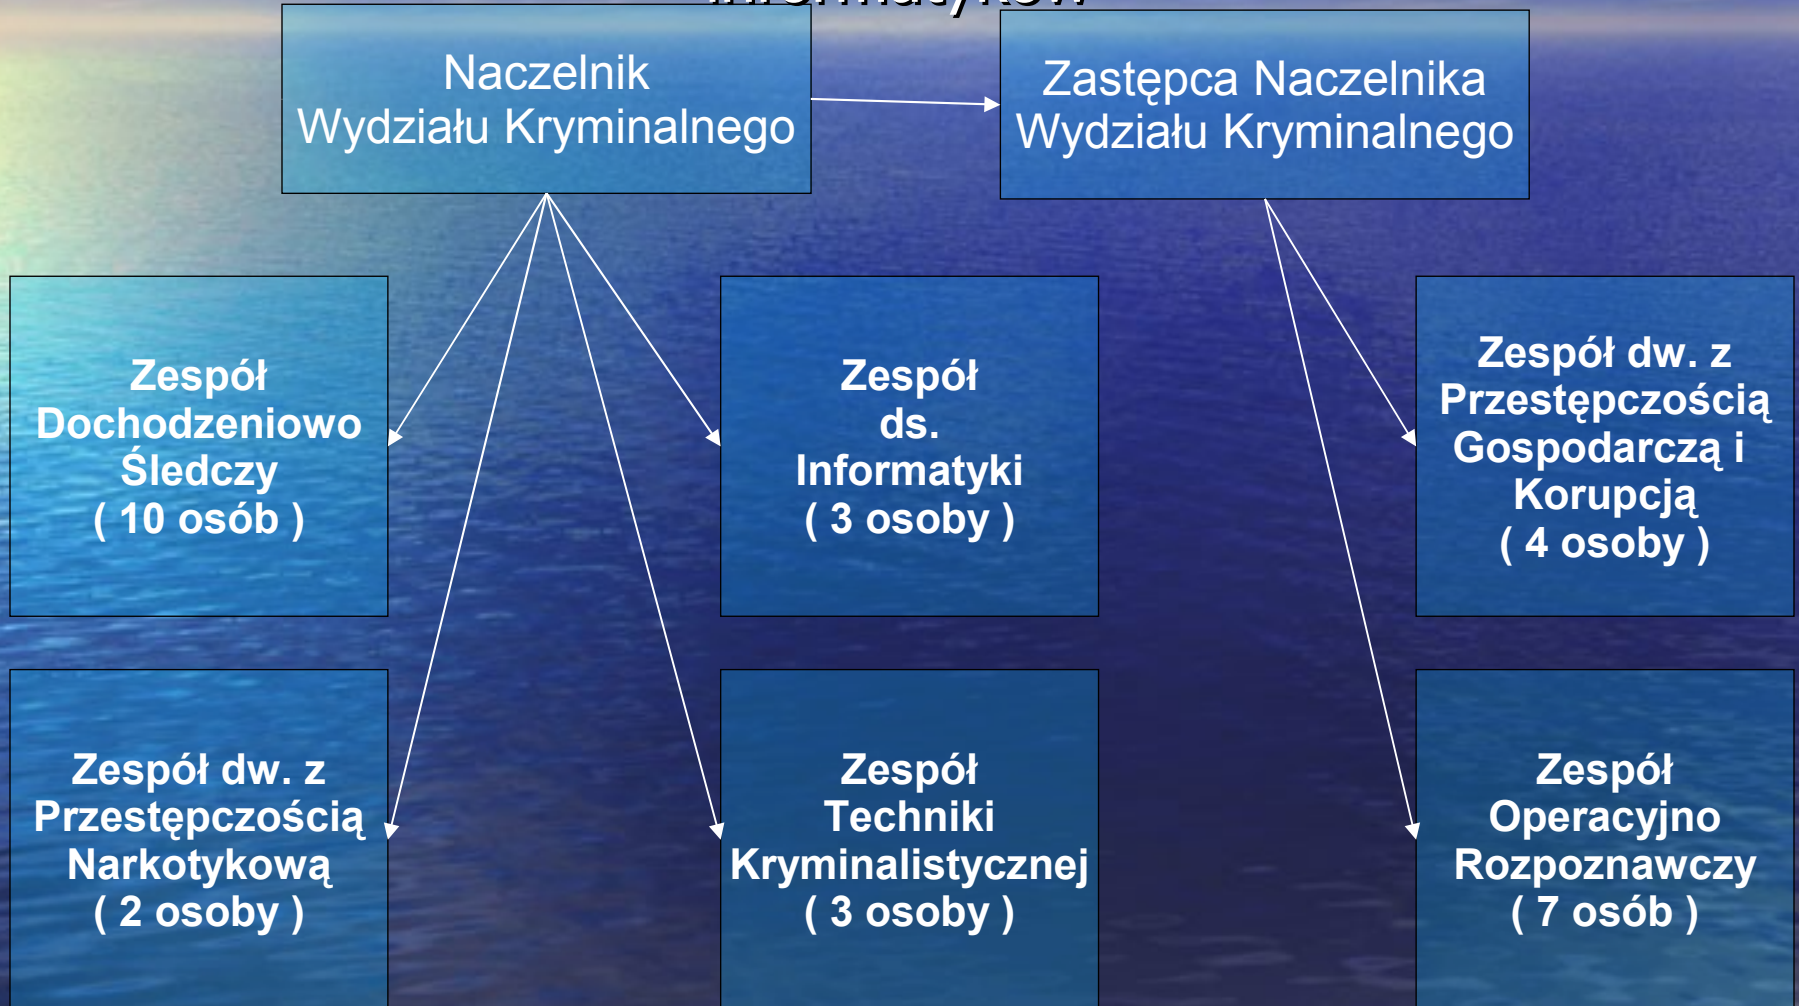 informatyków
Naczelnik
Wydziału Kryminalnego
Zastępca Naczelnika
Wydziału Kryminalnego
Zespół
Dochodzeniowo
Śledczy
( 10 osób )
Zespół
ds.
Informatyki
( 3 osoby )
Zespół dw. z
Przestępczością
Gospodarczą i
Korupcją
( 4 osoby )
Zespół dw. z
Przestępczością
Narkotykową
( 2 osoby )
Zespół
Techniki
Kryminalistycznej
( 3 osoby )
Zespół
Operacyjno
Rozpoznawczy
( 7 osób )